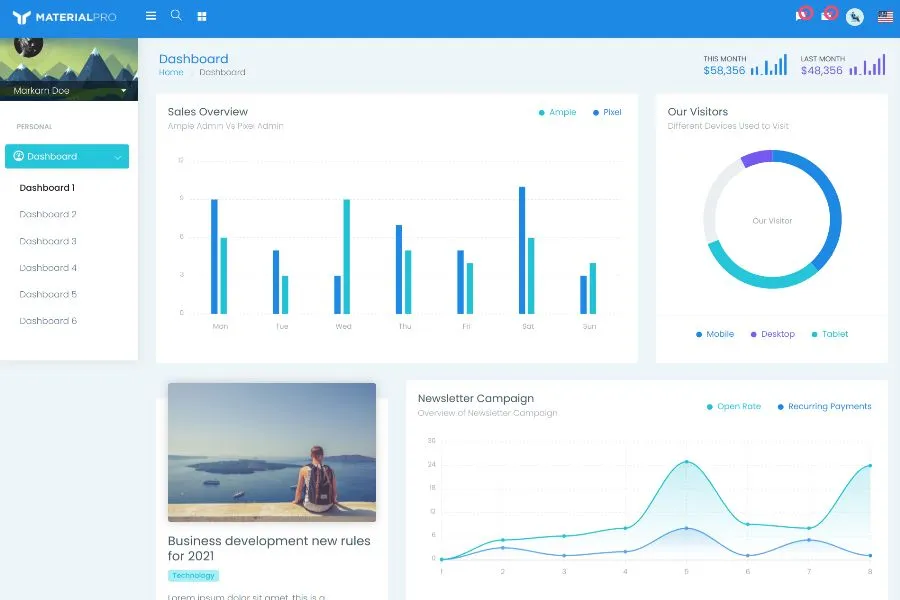 MATERIALPRO
Markarn Doe
PERSONAL
Dashboard
Dashboard 1
Dashboard 2
Dashboard 3
Dashboard 4
Dashboard 5
Dashboard 6
Dashboard
Home
Dashboard
THIS MONTH
$58,356
LAST MONTH
$48,356
Sales Overview
Ample Admin Vs Pixel Admin
Ample
Pixel
12
9
6
3
0
Mon
Tue
Wed
Thu
Fri
Sat
Sun
Our Visitors
Different Devices Used to Visit
Our Visitor
Mobile
Desktop
Tablet
Business development new rules
for 2021
Technology
Lorem ipsum dolor sit amet, this is a
Newsletter Campaign
Overview of Newsletter Campaign
Open Rate
Recurring Payments
36
24
18
12
6
0
1
2
3
4
5
6
7
8